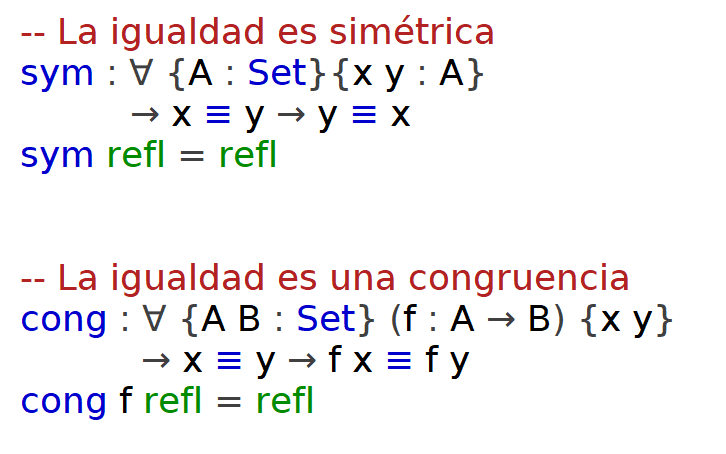 -- La igualdad es simétrica
sym : ∀ {A : Set}{x y : A}
→ x ≡ y → y ≡ x
sym refl = refl
-- La igualdad es una congruencia
cong : ∀ {A B : Set} (f : A → B) {x y}
→ x ≡ y → f x ≡ f y
cong f refl = refl